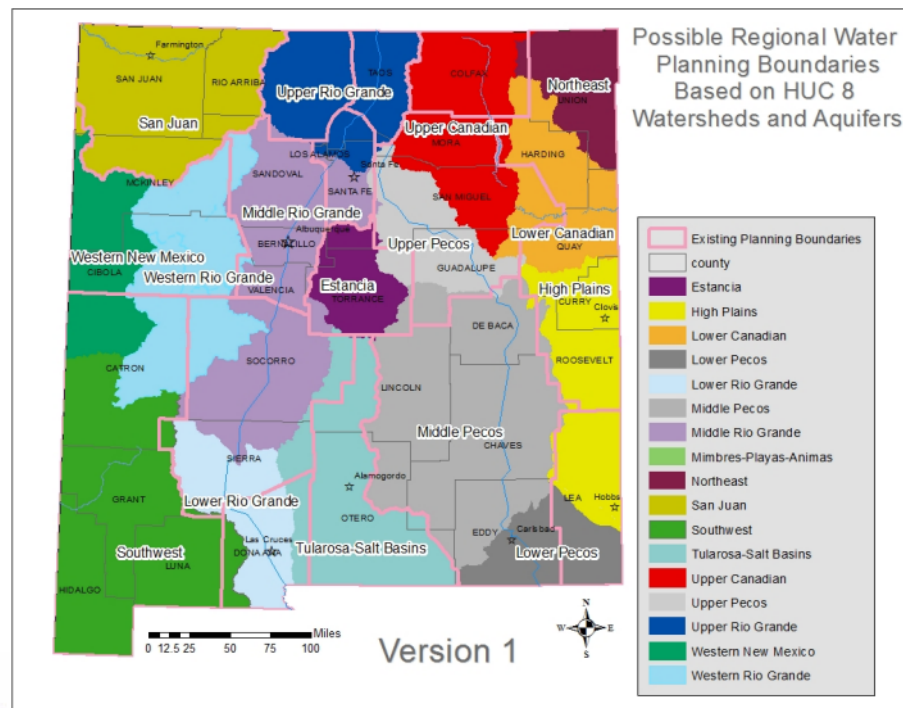 Possible Regional Water
Planning Boundaries
Based on HUC 8
Watersheds and Aquifers
Farmington
SAN JUAN
RIO ARRIBA
TAOS
COLFAX
UNION
Northeast
Upper Rio Grande
San Juan
Upper Canadian
MORA
HARDING
LOS ALAMOS
Santa Fe
SANDOVAL
SANTA FE
MCKINLEY
SAN MIGUEL
Middle Rio Grande
Albuquerque
BERNALILLO
Lower Canadian
QUAY
Upper Pecos
Western New Mexico
CIBOLA
Western Rio Grande
GUADALUPE
Estancia
VALENCIA
TORRANCE
High Plains
CURRY
Clovis
DE BACA
ROOSEVELT
SOCORRO
CATRON
LINCOLN
Middle Pecos
CHAVES
SIERRA
Alamogordo
GRANT
Lower Rio Grande
LEA
Hobbs
OTERO
EDDY
Carlsbad
Las Cruces
DONA ANA
Southwest
LUNA
Tularosa-Salt Basins
Lower Pecos
HIDALGO
Existing Planning Boundaries
county
Estancia
High Plains
Lower Canadian
Lower Pecos
Lower Rio Grande
Middle Pecos
Middle Rio Grande
Mimbres-Playas-Animas
Northeast
San Juan
Southwest
Tularosa-Salt Basins
Upper Canadian
Upper Pecos
Upper Rio Grande
Western New Mexico
Western Rio Grande
Miles
0 12.5 25 50 75 100
Version 1
N
W E
S